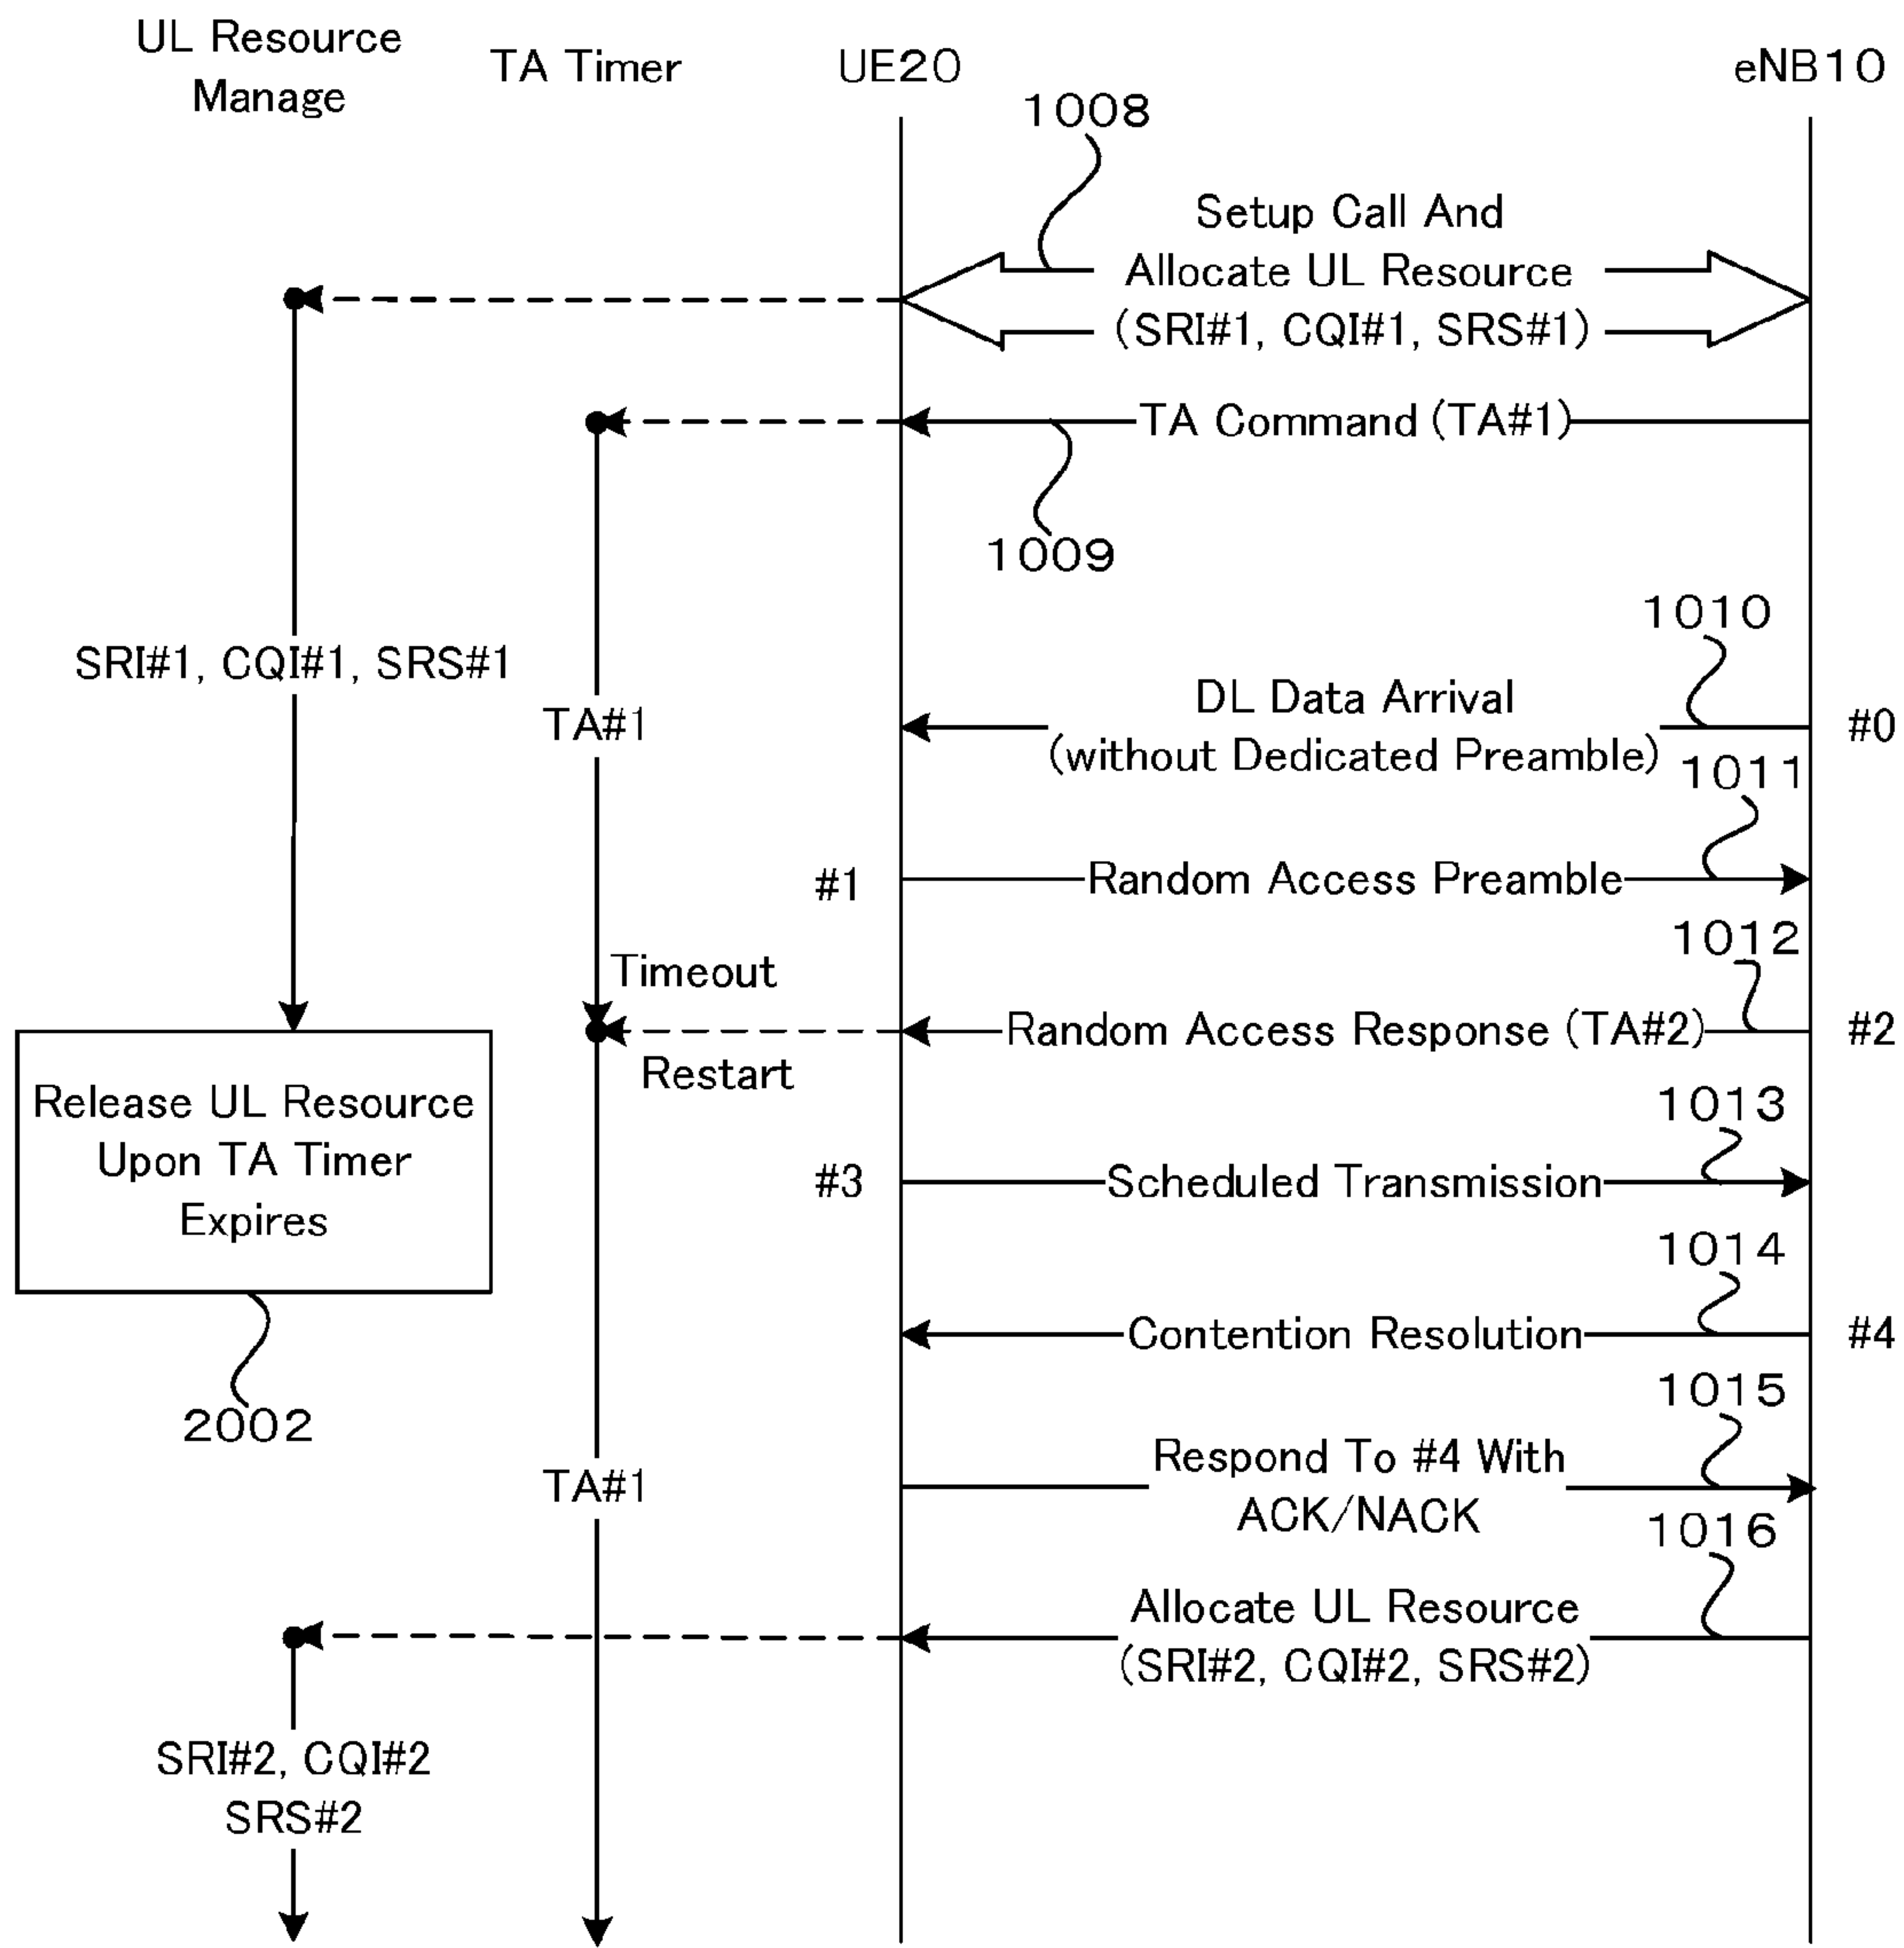 UL Resource
Manage
TA Timer
UE20
eNB10
1008
Setup Call And
Allocate UL Resource
(SRI#1, CQI#1, SRS#1)
TA Command (TA#1)
1009
1010
SRI#1, CQI#1, SRS#1
TA#1
DL Data Arrival
(without Dedicated Preamble)
#0
1011
#1
Random Access Preamble
1012
Timeout
Random Access Response (TA#2)
#2
Restart
Release UL Resource
Upon TA Timer
Expires
1013
#3
Scheduled Transmission
1014
Contention Resolution
#4
2002
1015
TA#1
Respond To #4 With
ACK/NACK
1016
Allocate UL Resource
(SRI#2, CQI#2, SRS#2)
SRI#2, CQI#2
SRS#2